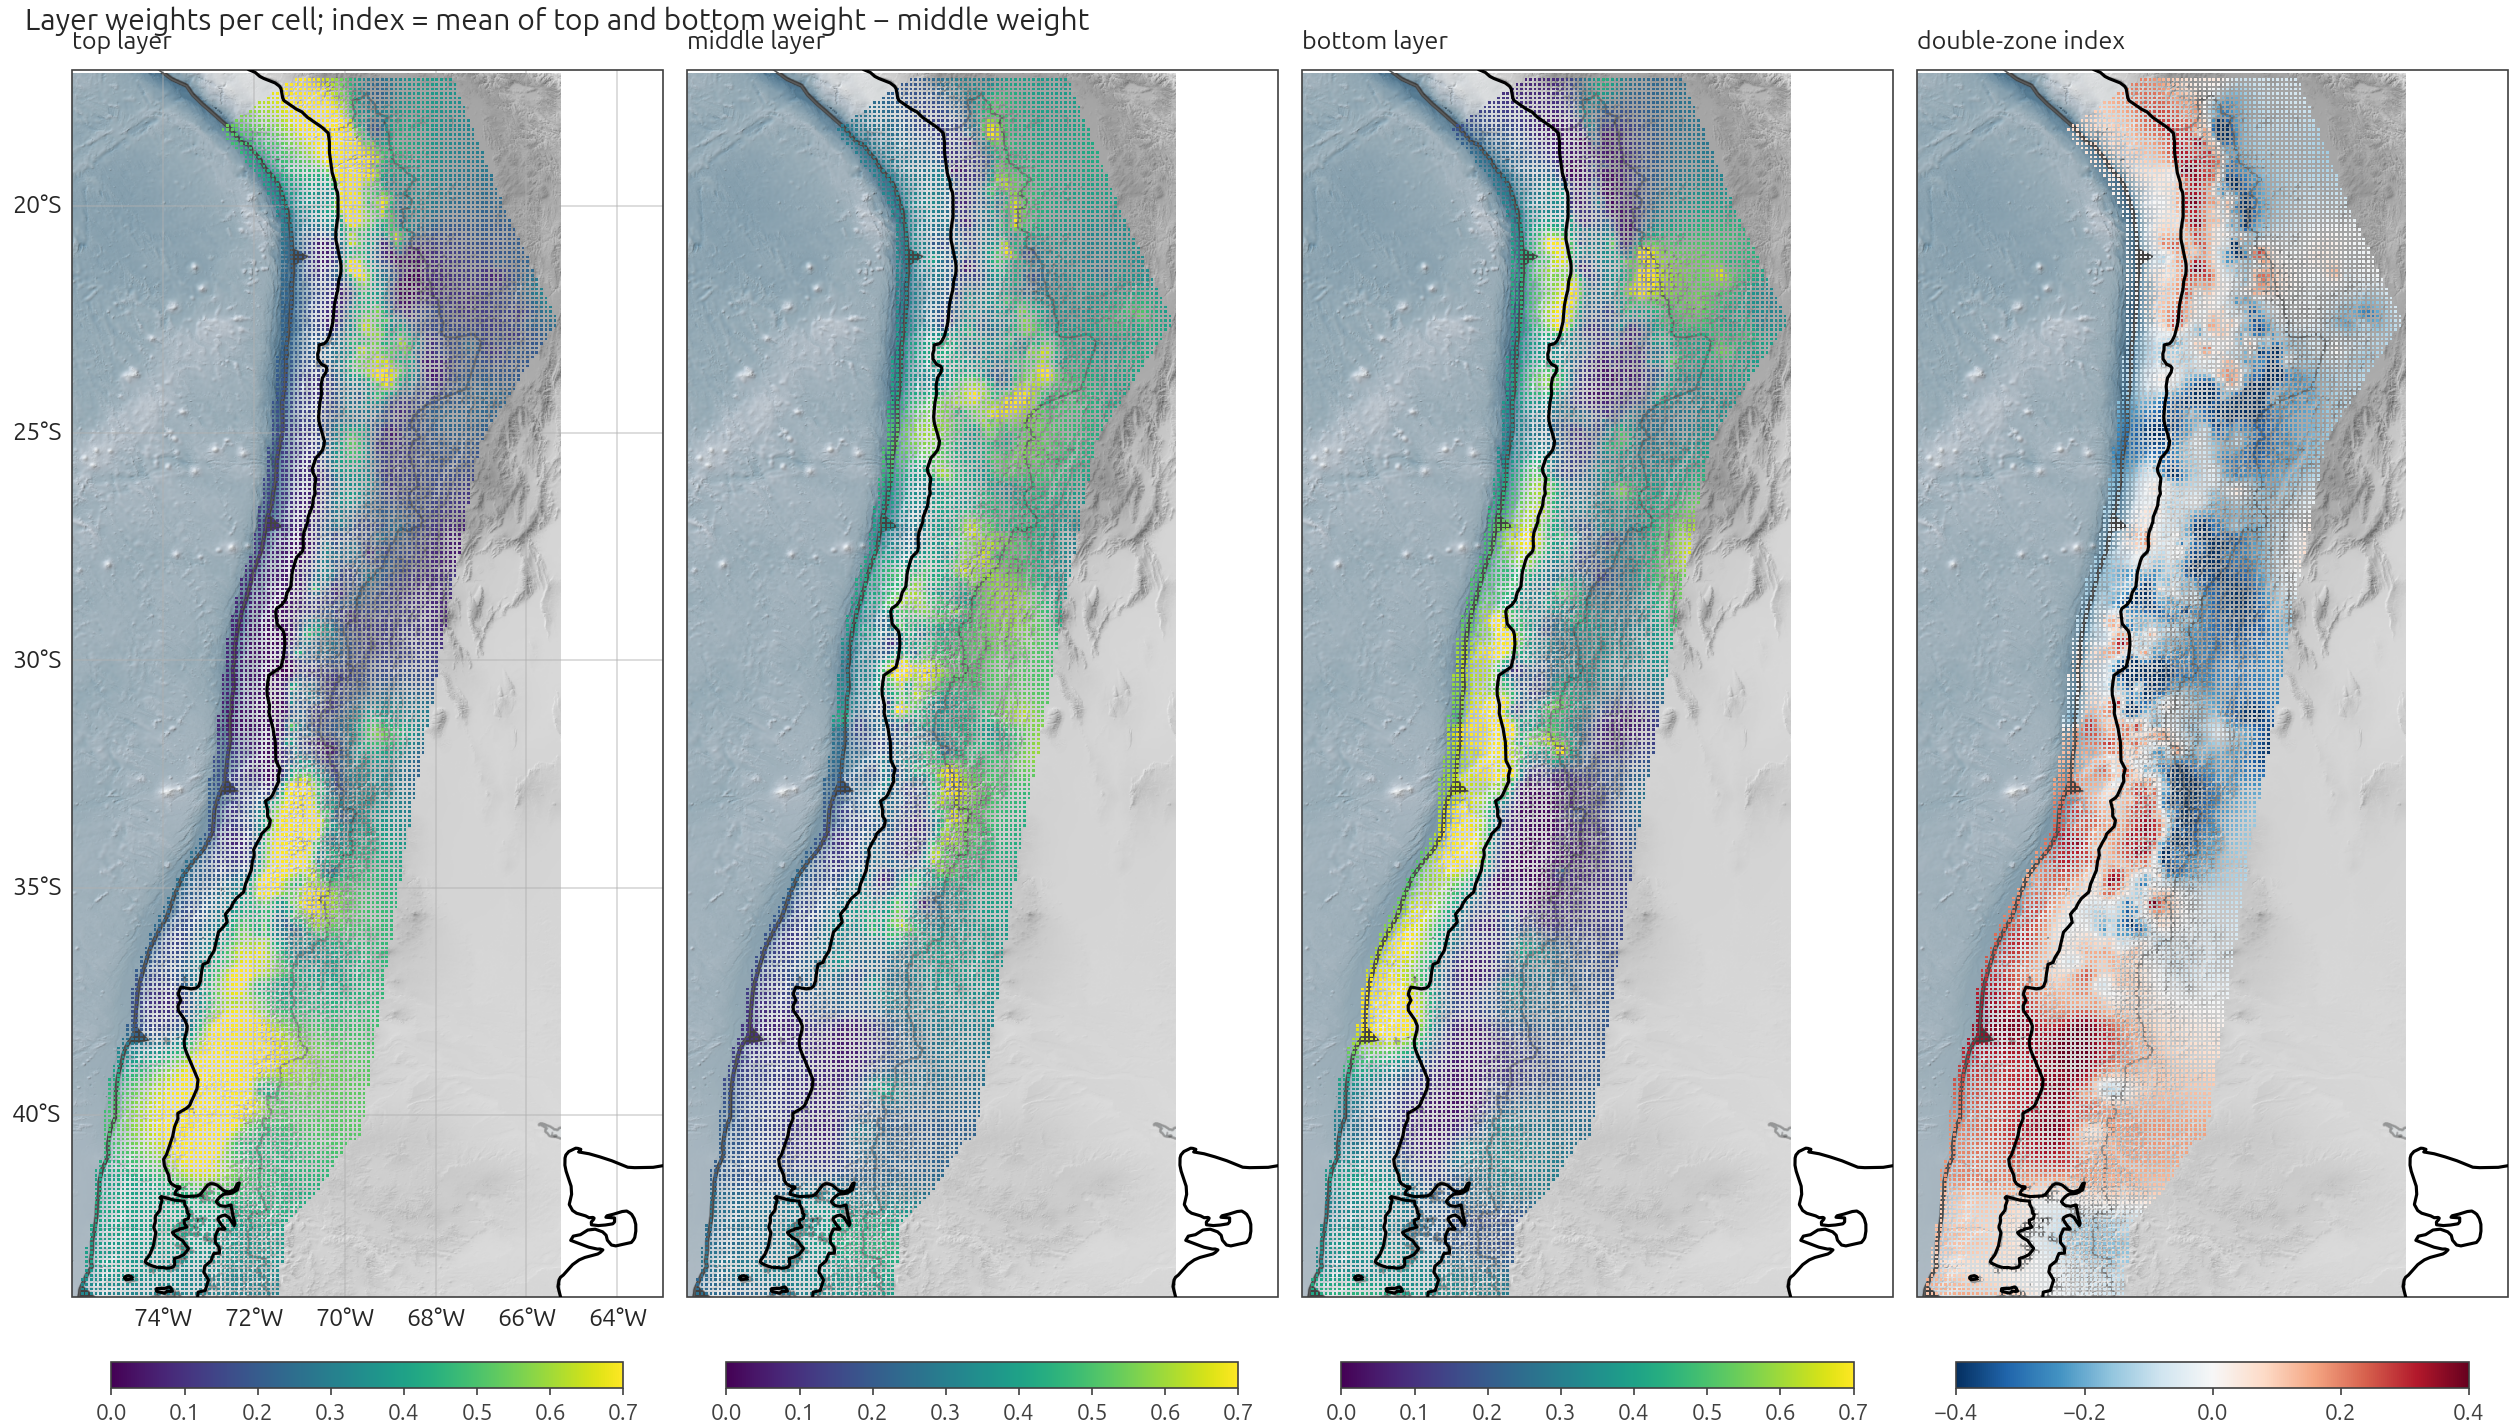 Layer weights per cell; index = mean of top and bottom weight − middle weight
top layer
middle layer
bottom layer
double-zone index
20°S
25°S
30°S
35°S
40°S
74°W 72°W 70°W 68°W 66°W 64°W
0.0 0.1 0.2 0.3 0.4 0.5 0.6 0.7
0.0 0.1 0.2 0.3 0.4 0.5 0.6 0.7
0.0 0.1 0.2 0.3 0.4 0.5 0.6 0.7
−0.4 −0.2 0.0 0.2 0.4